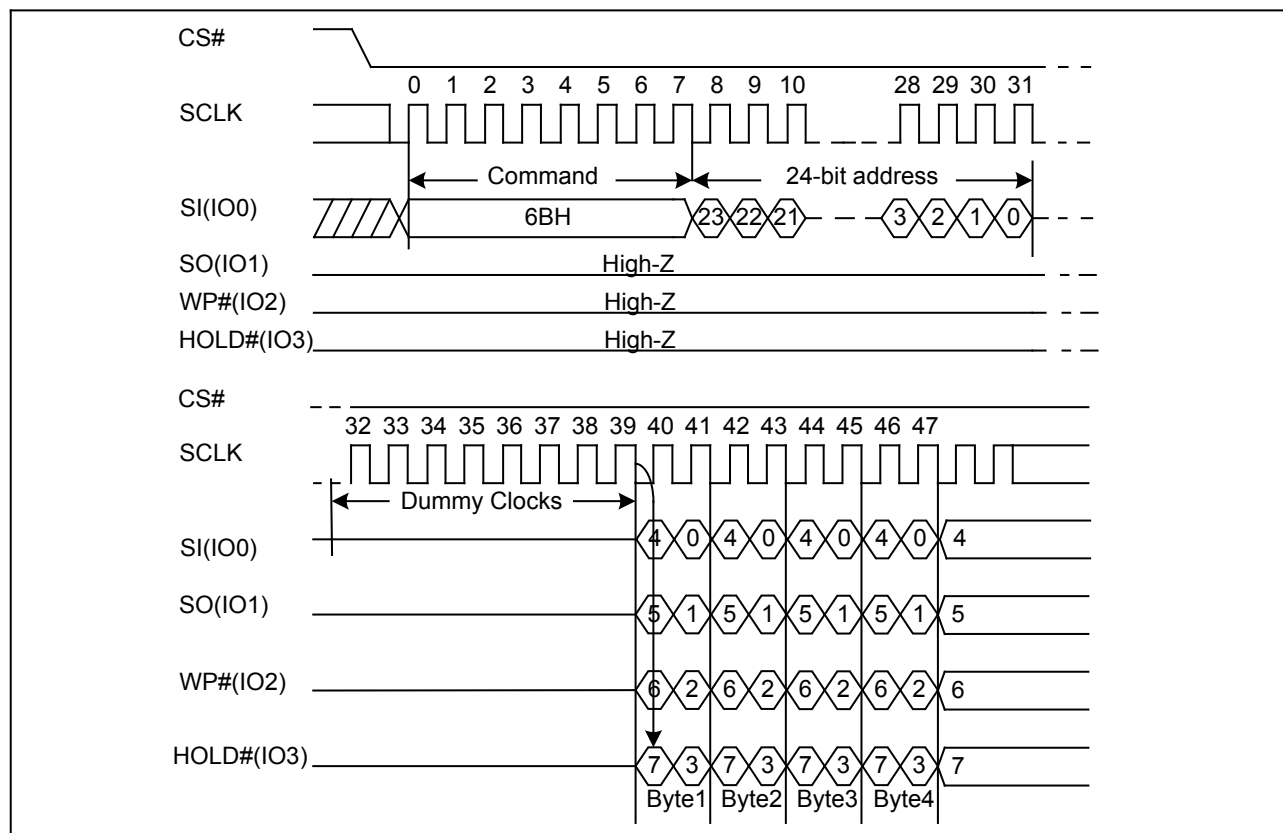 CS#
0 1 2 3 4 5 6 7 8 9 10 28 29 30 31
SCLK
Command 24-bit address
SI(IO0) 6BH 23 22 21 3 2 1 0
SO(IO1) High-Z
WP#(IO2) High-Z
HOLD#(IO3) High-Z
CS#
32 33 34 35 36 37 38 39 40 41 42 43 44 45 46 47
SCLK
Dummy Clocks
SI(IO0) 4 0 4 0 4 0 4 0 4
SO(IO1) 5 1 5 1 5 1 5 1 5
WP#(IO2) 6 2 6 2 6 2 6 2 6
HOLD#(IO3) 7 3 7 3 7 3 7 3 7
Byte1 Byte2 Byte3 Byte4